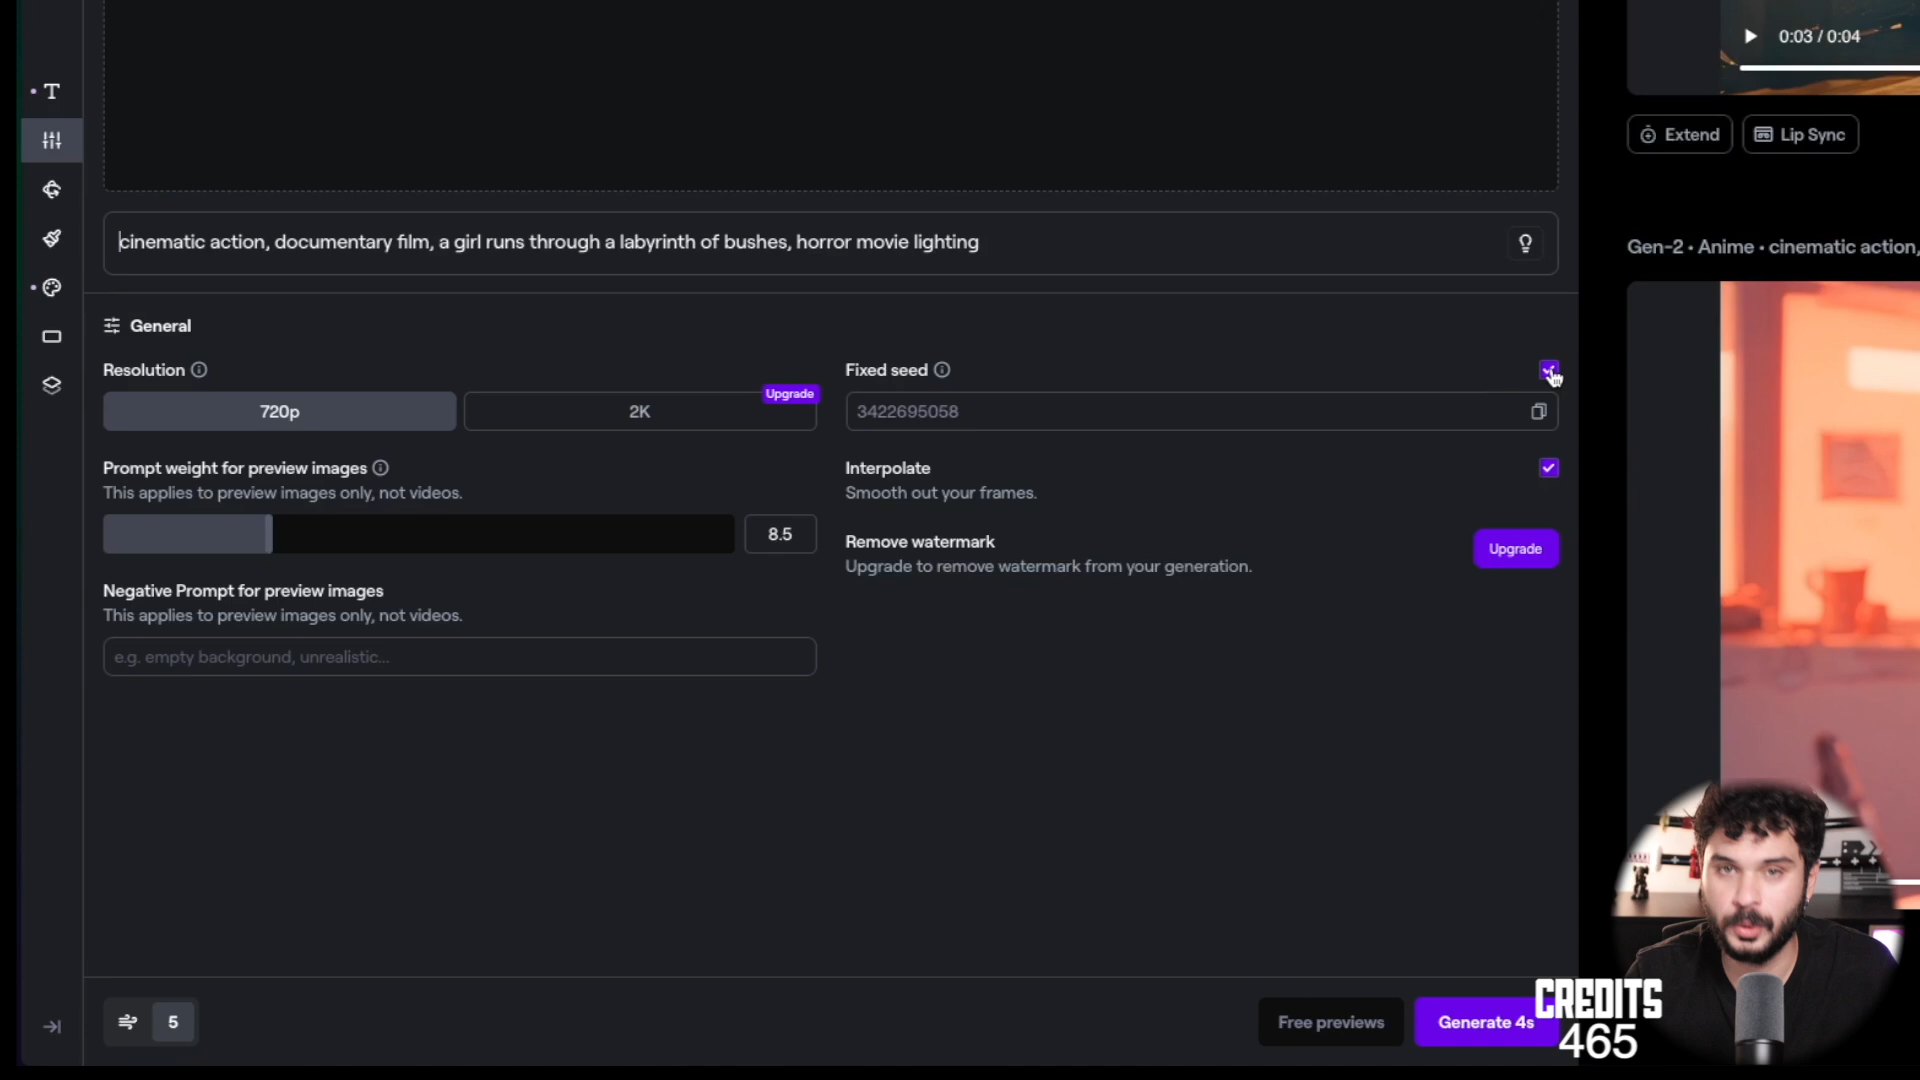 0:03 / 0:04
Extend
Lip Sync
T
cinematic action, documentary film, a girl runs through a labyrinth of bushes, horror movie lighting
Gen-2 • Anime • cinematic action,
General
Resolution
Fixed seed
Upgrade
720p
2K
3422695058
Prompt weight for preview images
This applies to preview images only, not videos.
8.5
Interpolate
Smooth out your frames.
Remove watermark
Upgrade to remove watermark from your generation.
Upgrade
Negative Prompt for preview images
This applies to preview images only, not videos.
e.g. empty background, unrealistic...
5
Free previews
Generate 4s
CREDITS
465